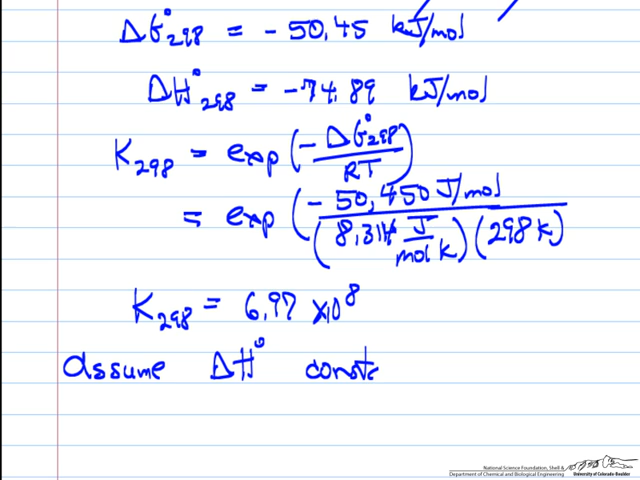 ΔG°298 = -50.45 kJ/mol
ΔH°298 = -74.89 kJ/mol
K298 = exp(-ΔG°298/RT)
= exp(-50,450 J/mol/(8.314 J/mol K)(298 K)
K298 = 6.97 x10^8
assume ΔH° const
National Science Foundation, Shell &
Department of Chemical and Biological Engineering
University of Colorado Boulder